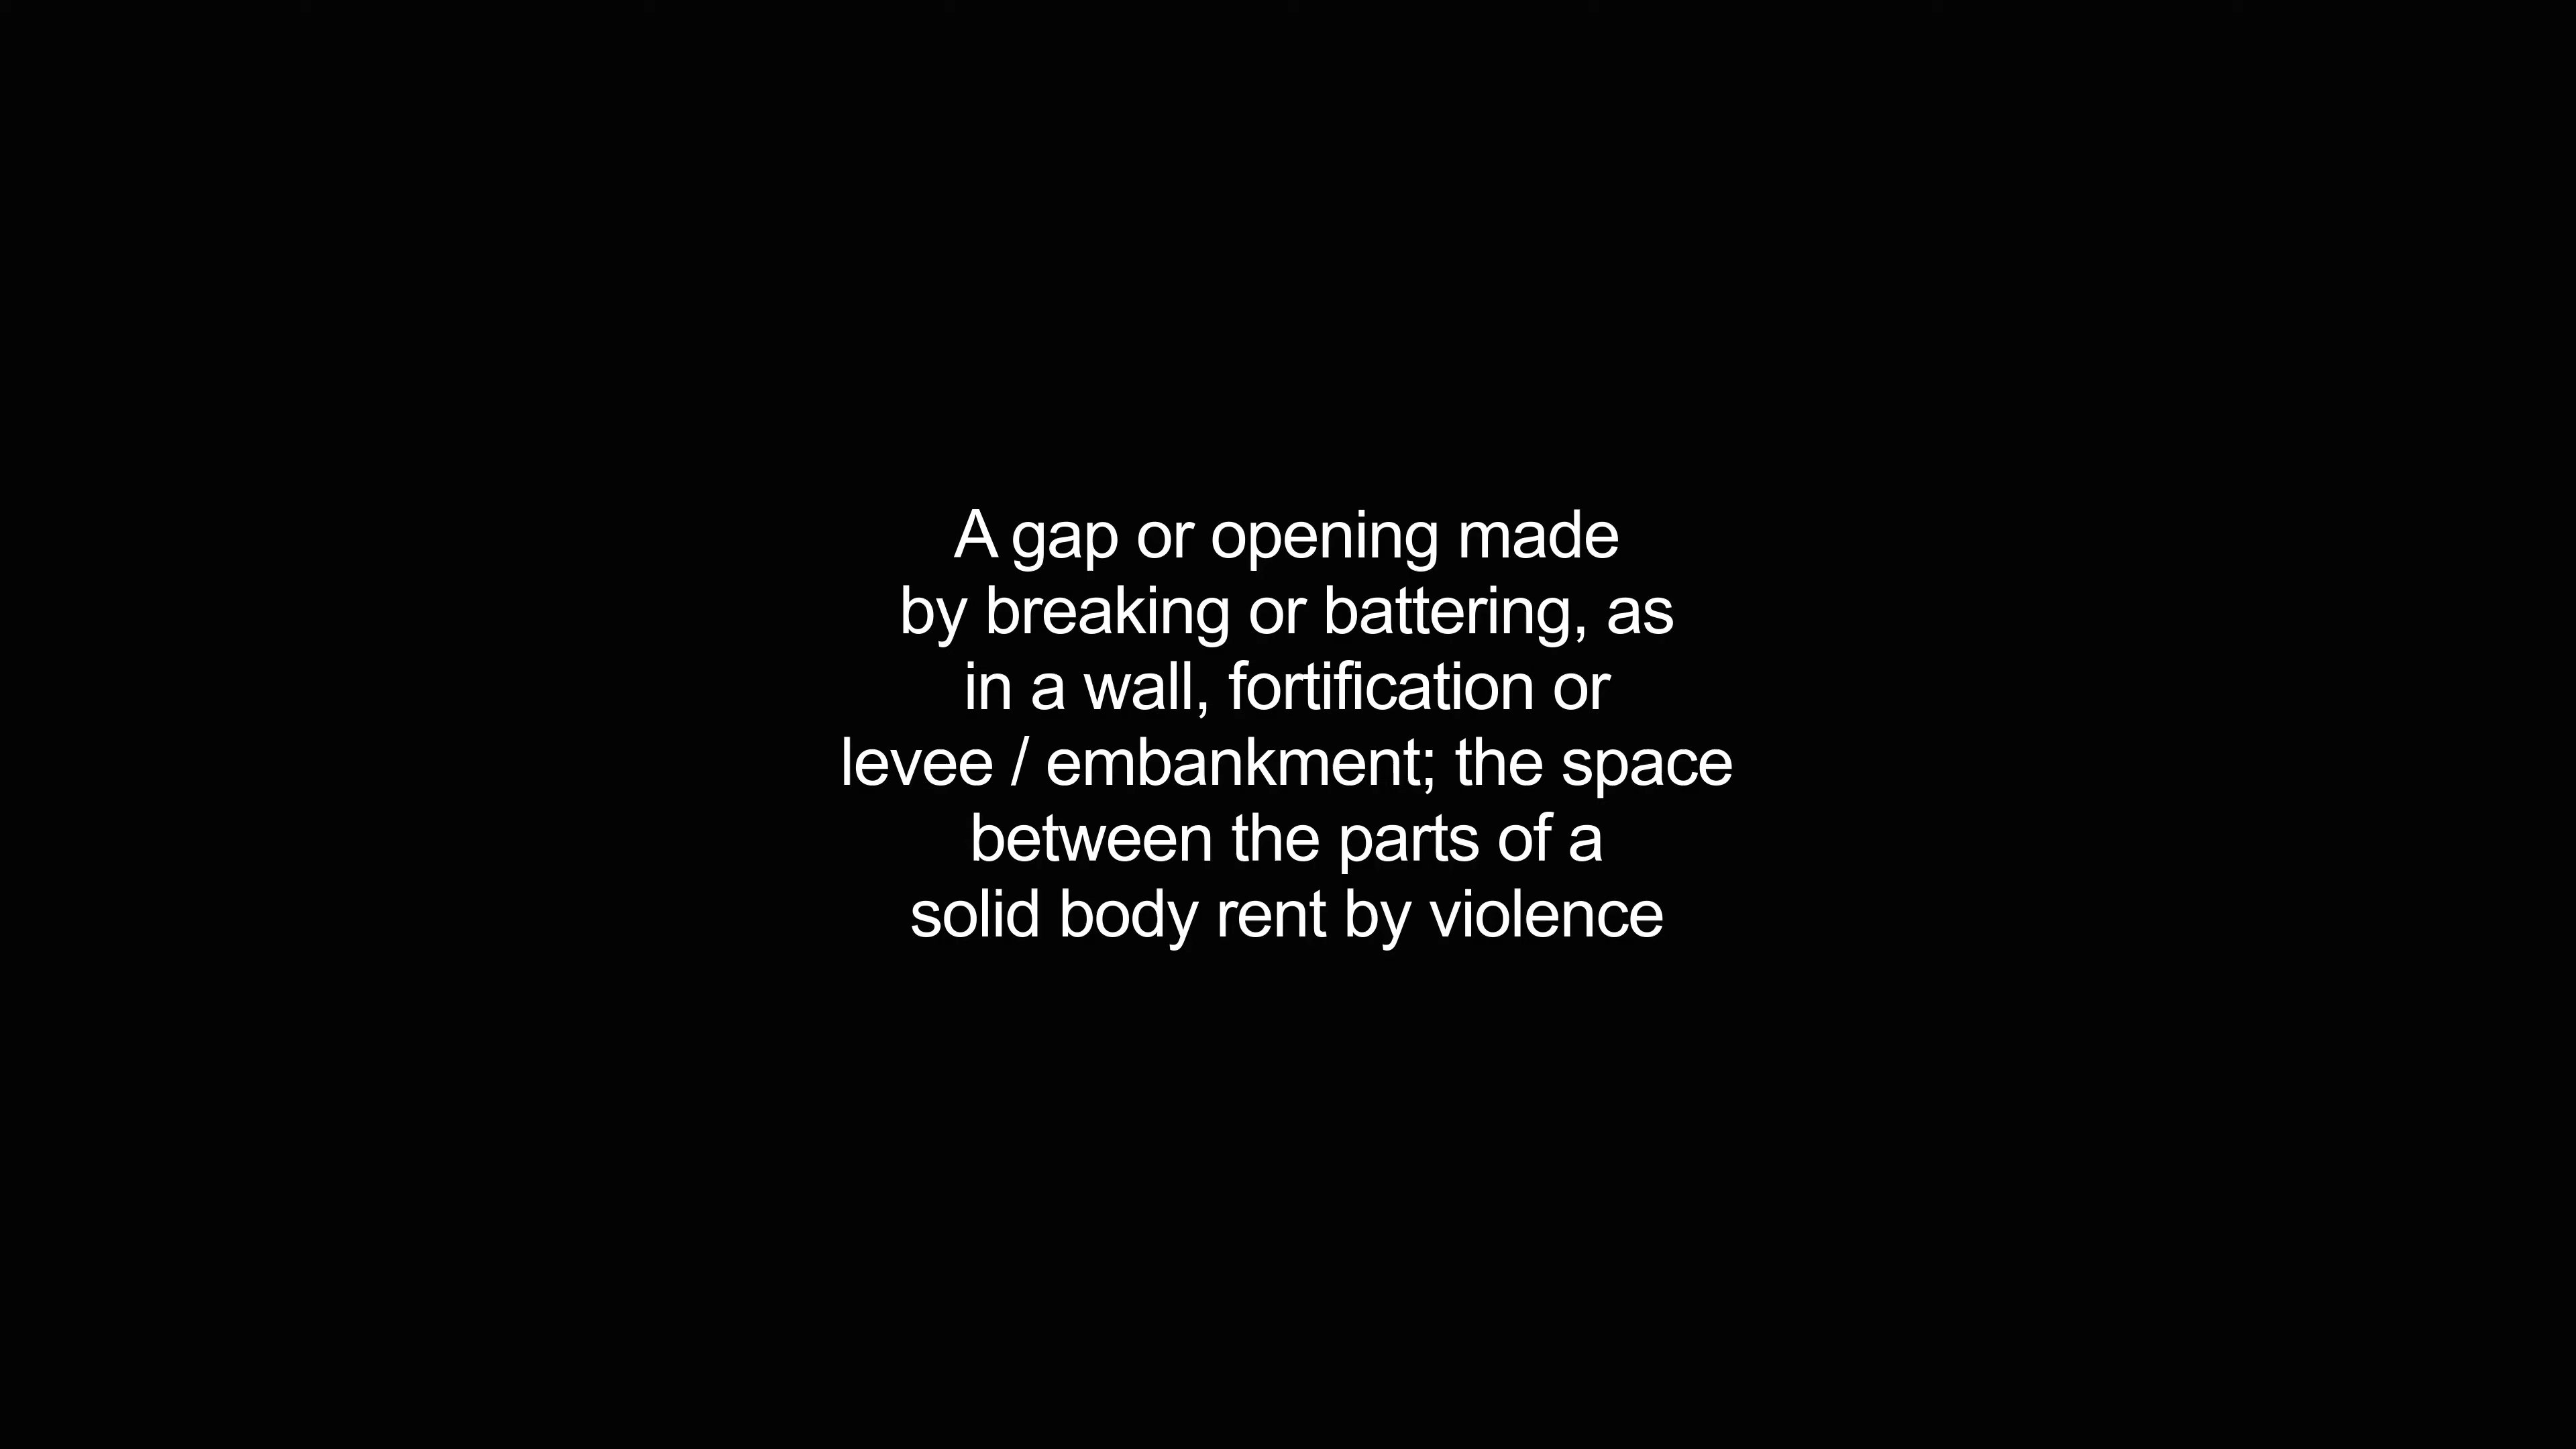 A gap or opening made
by breaking or battering, as
in a wall, fortification or
levee / embankment; the space
between the parts of a
solid body rent by violence